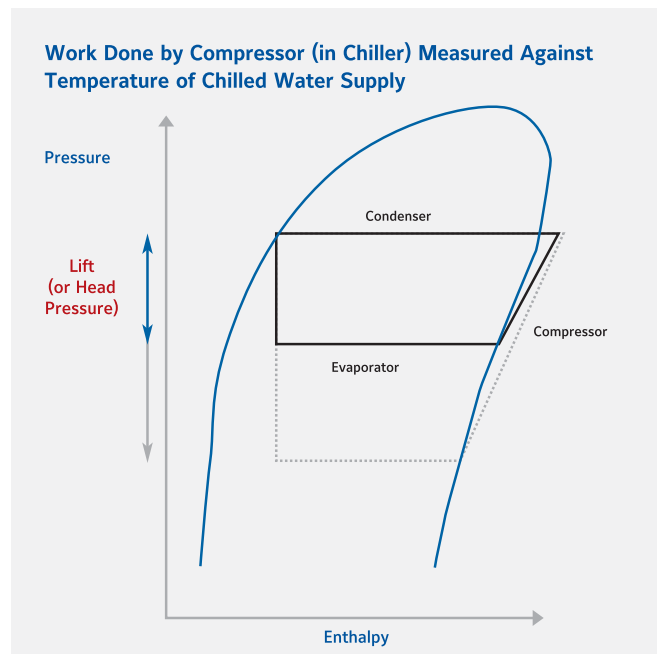 Work Done by Compressor (in Chiller) Measured Against
Temperature of Chilled Water Supply
Pressure
Condenser
Lift
(or Head
Pressure)
Compressor
Evaporator
Enthalpy